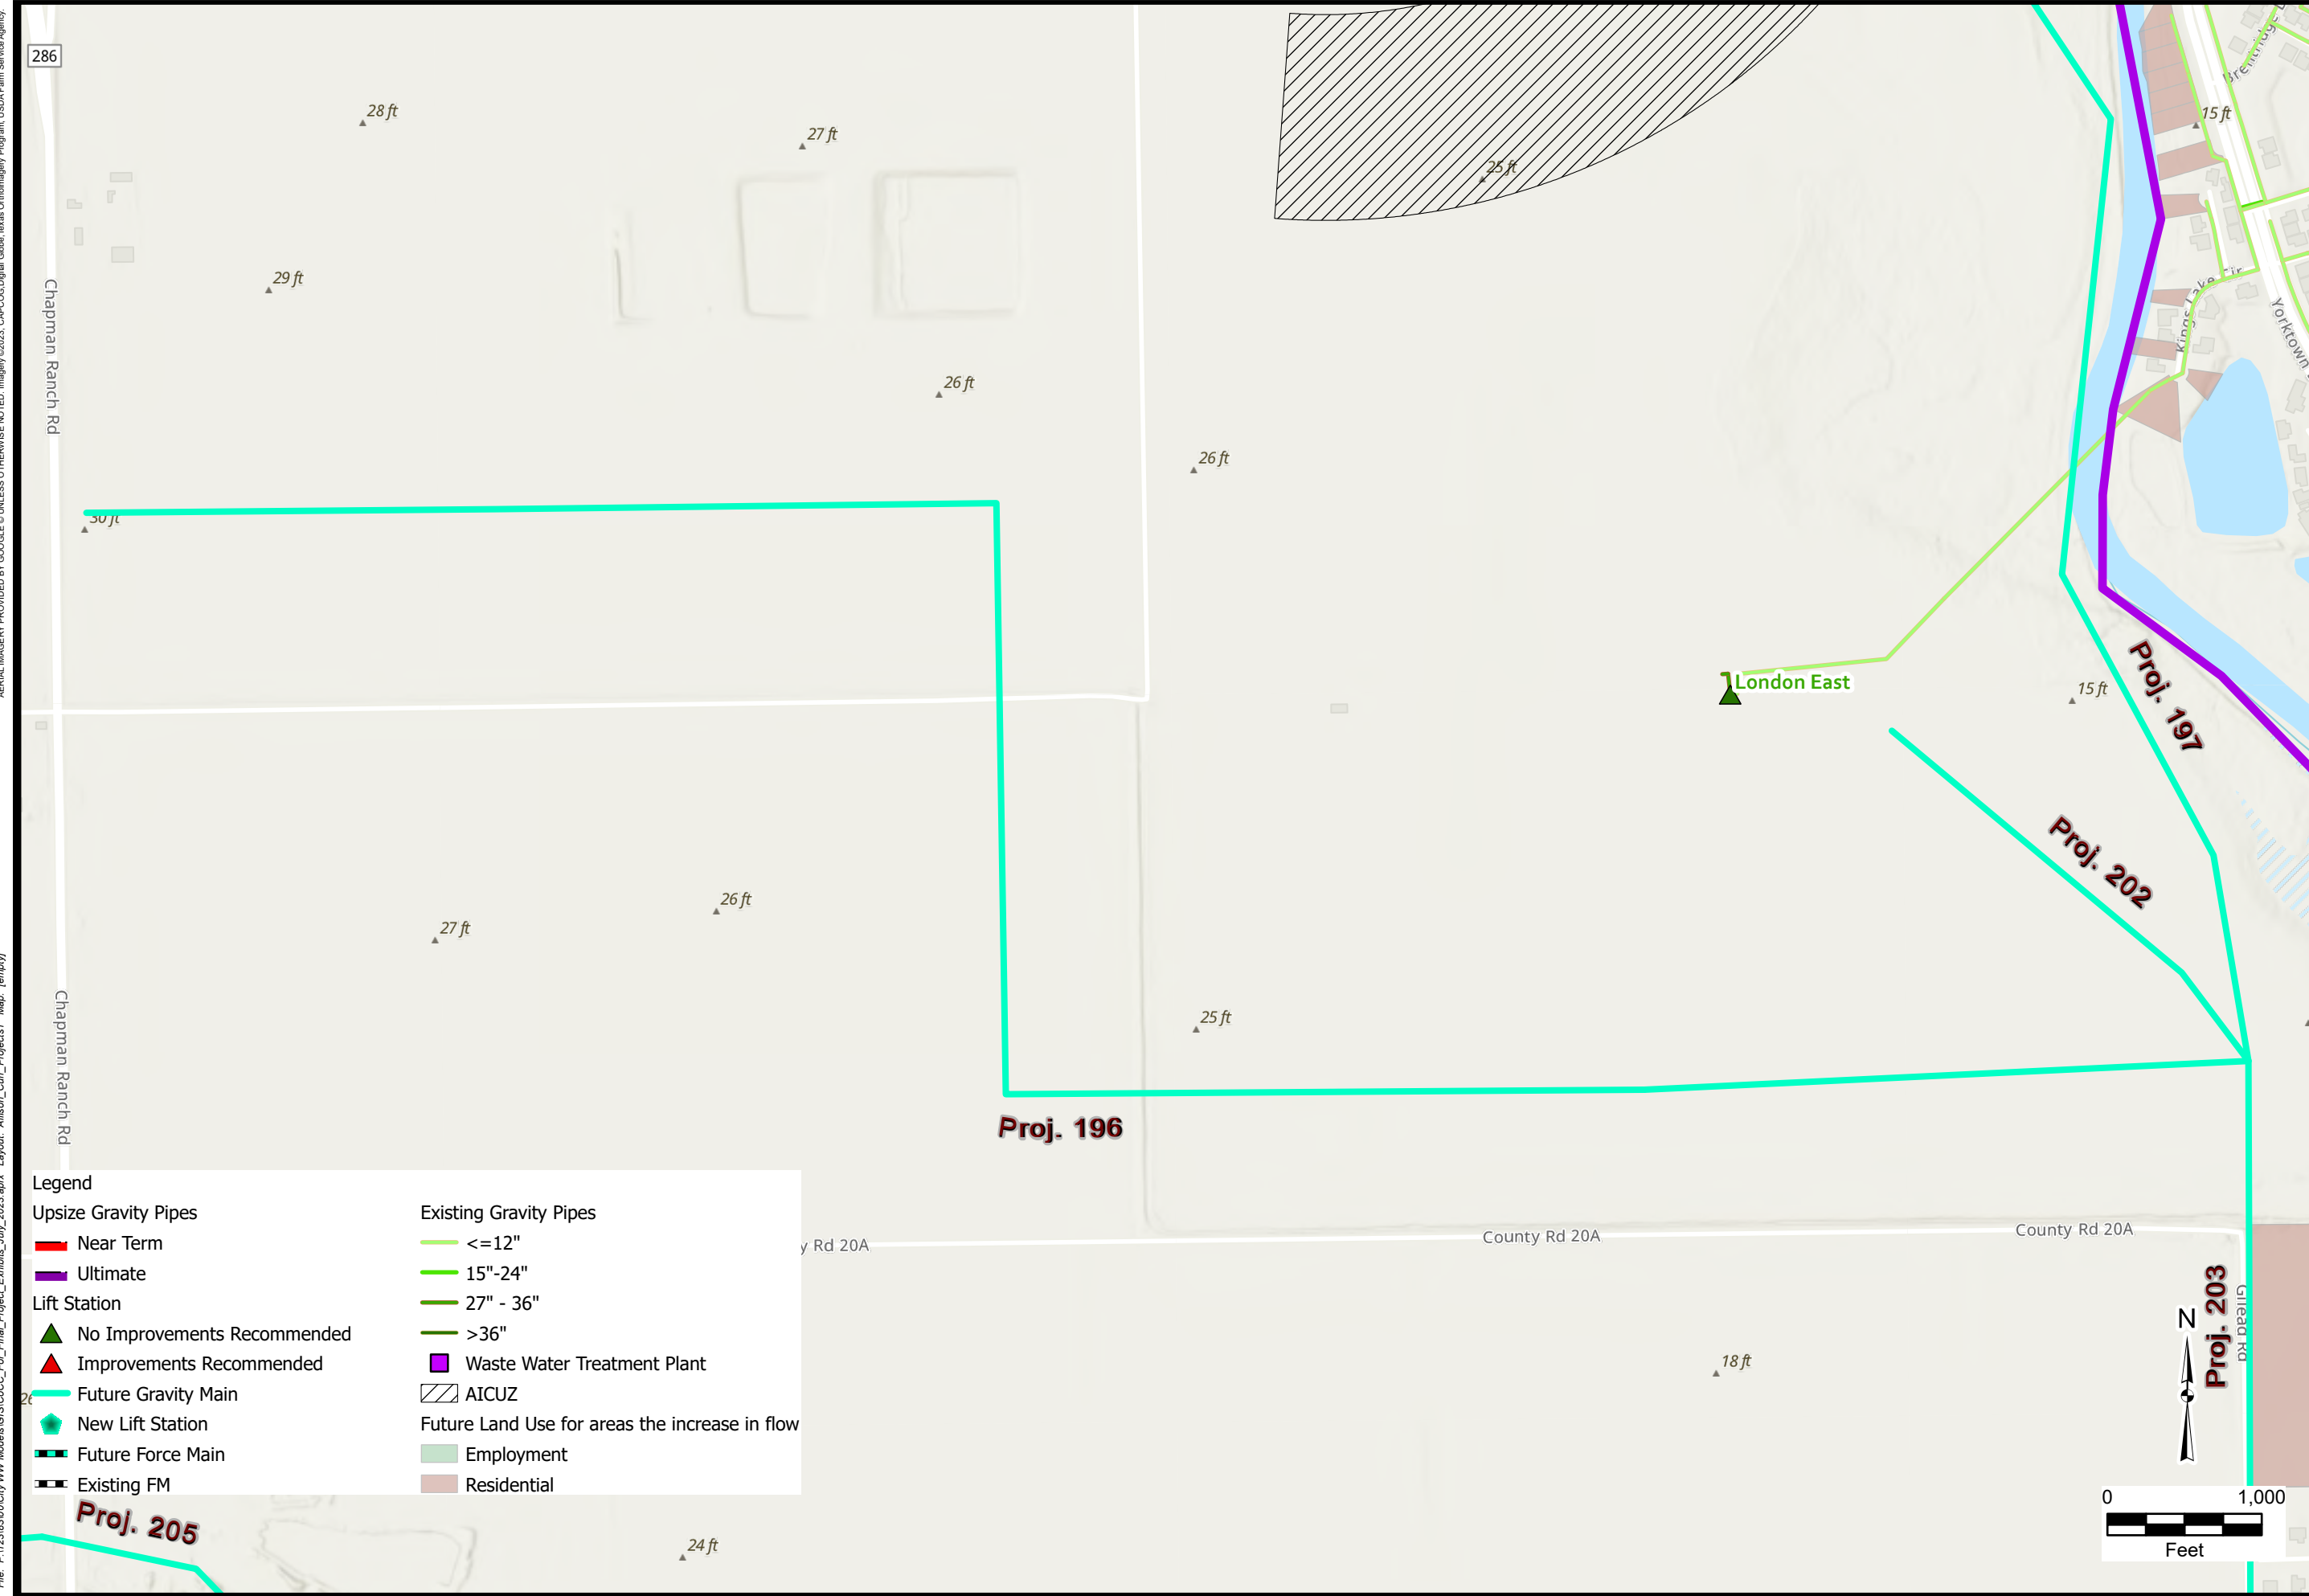 286
28 ft
27 ft
25 ft
15 ft
29 ft
Chapman Ranch Rd
26 ft
26 ft
30 ft
Kings Lake Cir
Yorktown
London East
15 ft
Proj. 197
Proj. 202
26 ft
27 ft
25 ft
Chapman Ranch Rd
Proj. 196
y Rd 20A
County Rd 20A
County Rd 20A
Proj. 203
Gilead Rd
18 ft
24 ft
Proj. 205
Legend
Upsize Gravity Pipes
Near Term
Ultimate
Lift Station
No Improvements Recommended
Improvements Recommended
Future Gravity Main
New Lift Station
Future Force Main
Existing FM
Existing Gravity Pipes
<=12"
15"-24"
27" - 36"
>36"
Waste Water Treatment Plant
AICUZ
Future Land Use for areas the increase in flow
Employment
Residential
N
0 1,000
Feet